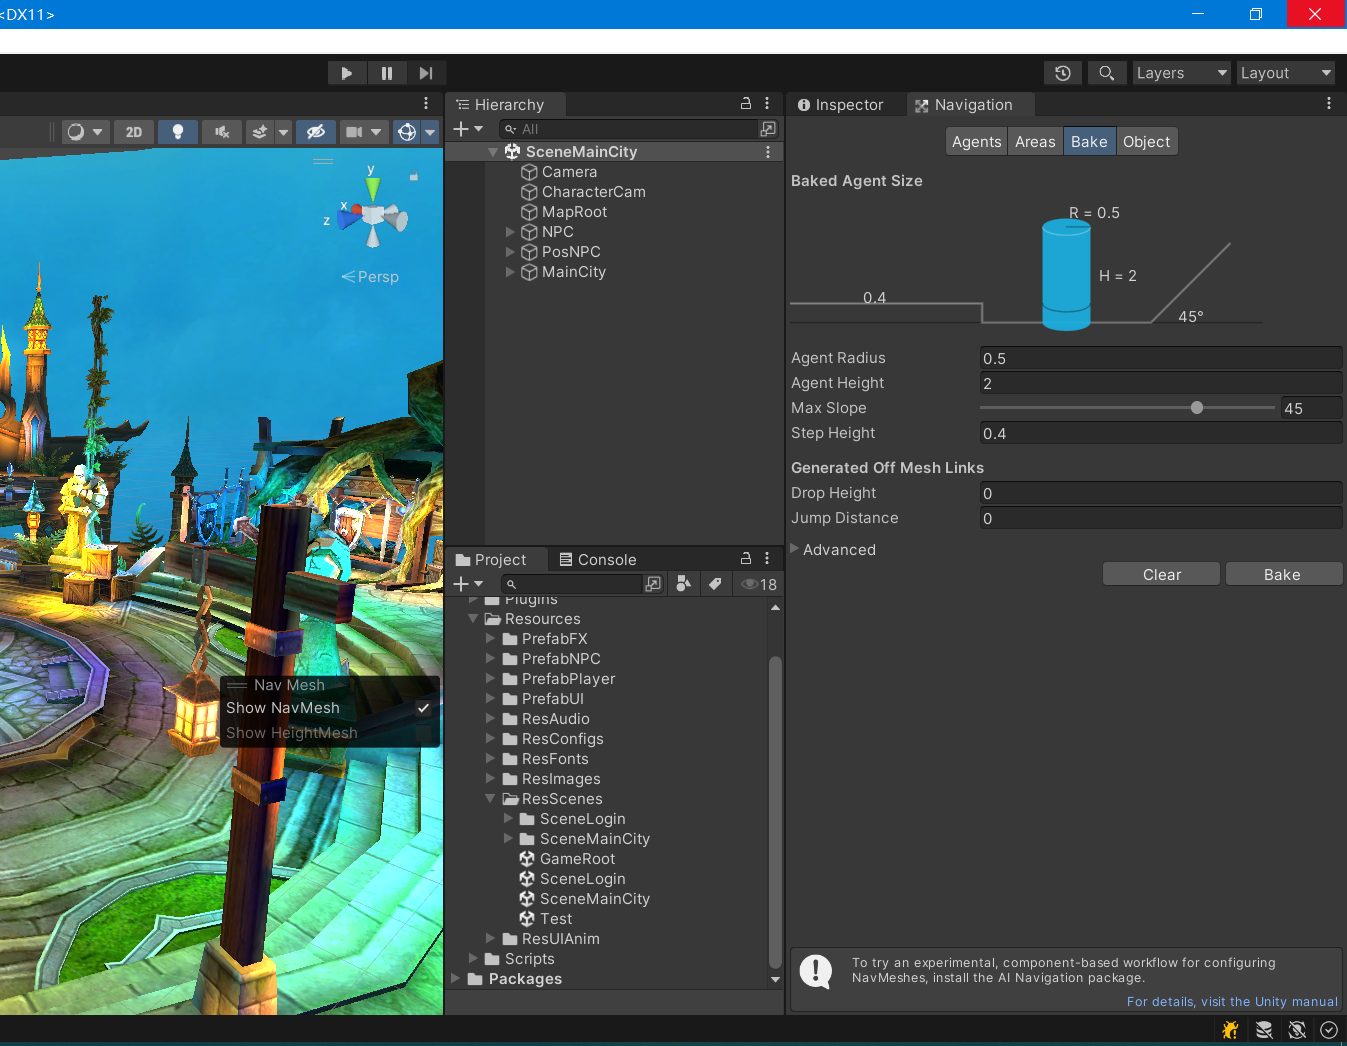 <DX11>
Layers
Layout
Hierarchy
Inspector
Navigation
2D
All
SceneMainCity
Camera
CharacterCam
MapRoot
NPC
PosNPC
MainCity
y
x
z
Persp
Agents
Areas
Bake
Object
Baked Agent Size
R = 0.5
H = 2
0.4
45°
Agent Radius
0.5
Agent Height
2
Max Slope
45
Step Height
0.4
Generated Off Mesh Links
Drop Height
0
Jump Distance
0
Advanced
Clear
Bake
Project
Console
18
Plugins
Resources
PrefabFX
PrefabNPC
PrefabPlayer
PrefabUI
ResAudio
ResConfigs
ResFonts
ResImages
ResScenes
SceneLogin
SceneMainCity
GameRoot
SceneLogin
SceneMainCity
Test
ResUIAnim
Scripts
Packages
Nav Mesh
Show NavMesh
Show HeightMesh
To try an experimental, component-based workflow for configuring
NavMeshes, install the AI Navigation package.
For details, visit the Unity manual